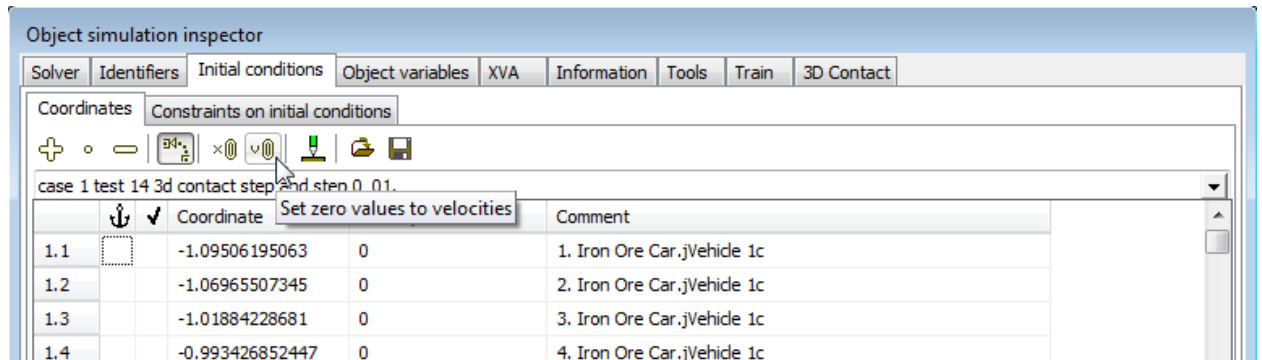 Object simulation inspector
Solver Identifiers Initial conditions Object variables XVA Information Tools Train 3D Contact
Coordinates Constraints on initial conditions
×0 v0
case 1 test 14 3d contact step and step 0_01.
Set zero values to velocities
Coordinate Comment
1.1 -1.09506195063 0 1. Iron Ore Car.jVehicle 1c
1.2 -1.06965507345 0 2. Iron Ore Car.jVehicle 1c
1.3 -1.01884228681 0 3. Iron Ore Car.jVehicle 1c
1.4 -0.993426852447 0 4. Iron Ore Car.jVehicle 1c